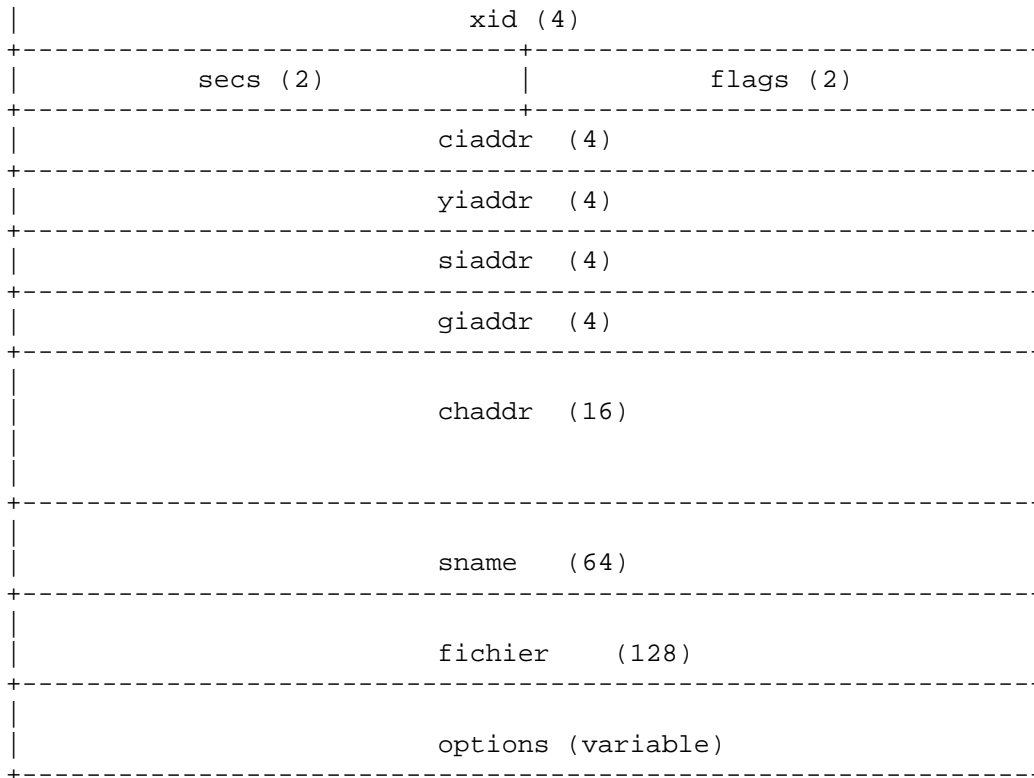 xid (4)
secs (2) | flags (2)
ciaddr (4)
yiaddr (4)
siaddr (4)
giaddr (4)
chaddr (16)
sname (64)
fichier (128)
options (variable)